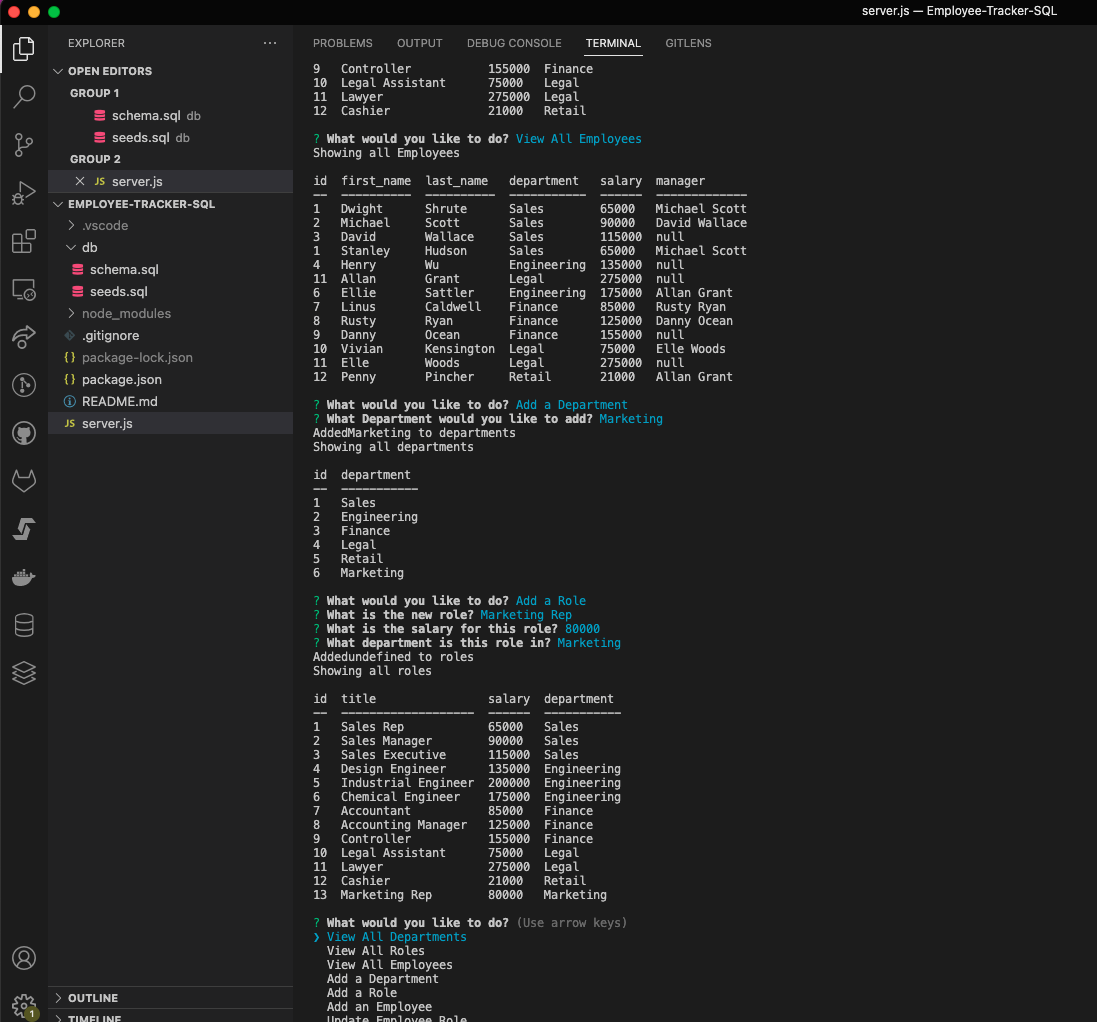 server.js — Employee-Tracker-SQL
EXPLORER
OPEN EDITORS
GROUP 1
schema.sql db
seeds.sql db
GROUP 2
JS server.js
EMPLOYEE-TRACKER-SQL
.vscode
db
schema.sql
seeds.sql
node_modules
.gitignore
{} package-lock.json
{} package.json
README.md
JS server.js
OUTLINE
TIMELINE
1
PROBLEMS OUTPUT DEBUG CONSOLE TERMINAL GITLENS
9 Controller 155000 Finance
10 Legal Assistant 75000 Legal
11 Lawyer 275000 Legal
12 Cashier 21000 Retail
? What would you like to do? View All Employees
Showing all Employees
id first_name last_name department salary manager
-- ---------- ---------- ----------- ------ -------------
1 Dwight Shrute Sales 65000 Michael Scott
2 Michael Scott Sales 90000 David Wallace
3 David Wallace Sales 115000 null
1 Stanley Hudson Sales 65000 Michael Scott
4 Henry Wu Engineering 135000 null
11 Allan Grant Legal 275000 null
6 Ellie Sattler Engineering 175000 Allan Grant
7 Linus Caldwell Finance 85000 Rusty Ryan
8 Rusty Ryan Finance 125000 Danny Ocean
9 Danny Ocean Finance 155000 null
10 Vivian Kensington Legal 75000 Elle Woods
11 Elle Woods Legal 275000 null
12 Penny Pincher Retail 21000 Allan Grant
? What would you like to do? Add a Department
? What Department would you like to add? Marketing
AddedMarketing to departments
Showing all departments
id department
-- -----------
1 Sales
2 Engineering
3 Finance
4 Legal
5 Retail
6 Marketing
? What would you like to do? Add a Role
? What is the new role? Marketing Rep
? What is the salary for this role? 80000
? What department is this role in? Marketing
Addedundefined to roles
Showing all roles
id title salary department
-- ------------------- ------ -----------
1 Sales Rep 65000 Sales
2 Sales Manager 90000 Sales
3 Sales Executive 115000 Sales
4 Design Engineer 135000 Engineering
5 Industrial Engineer 200000 Engineering
6 Chemical Engineer 175000 Engineering
7 Accountant 85000 Finance
8 Accounting Manager 125000 Finance
9 Controller 155000 Finance
10 Legal Assistant 75000 Legal
11 Lawyer 275000 Legal
12 Cashier 21000 Retail
13 Marketing Rep 80000 Marketing
? What would you like to do? (Use arrow keys)
❯ View All Departments
View All Roles
View All Employees
Add a Department
Add a Role
Add an Employee
Update Employee Role